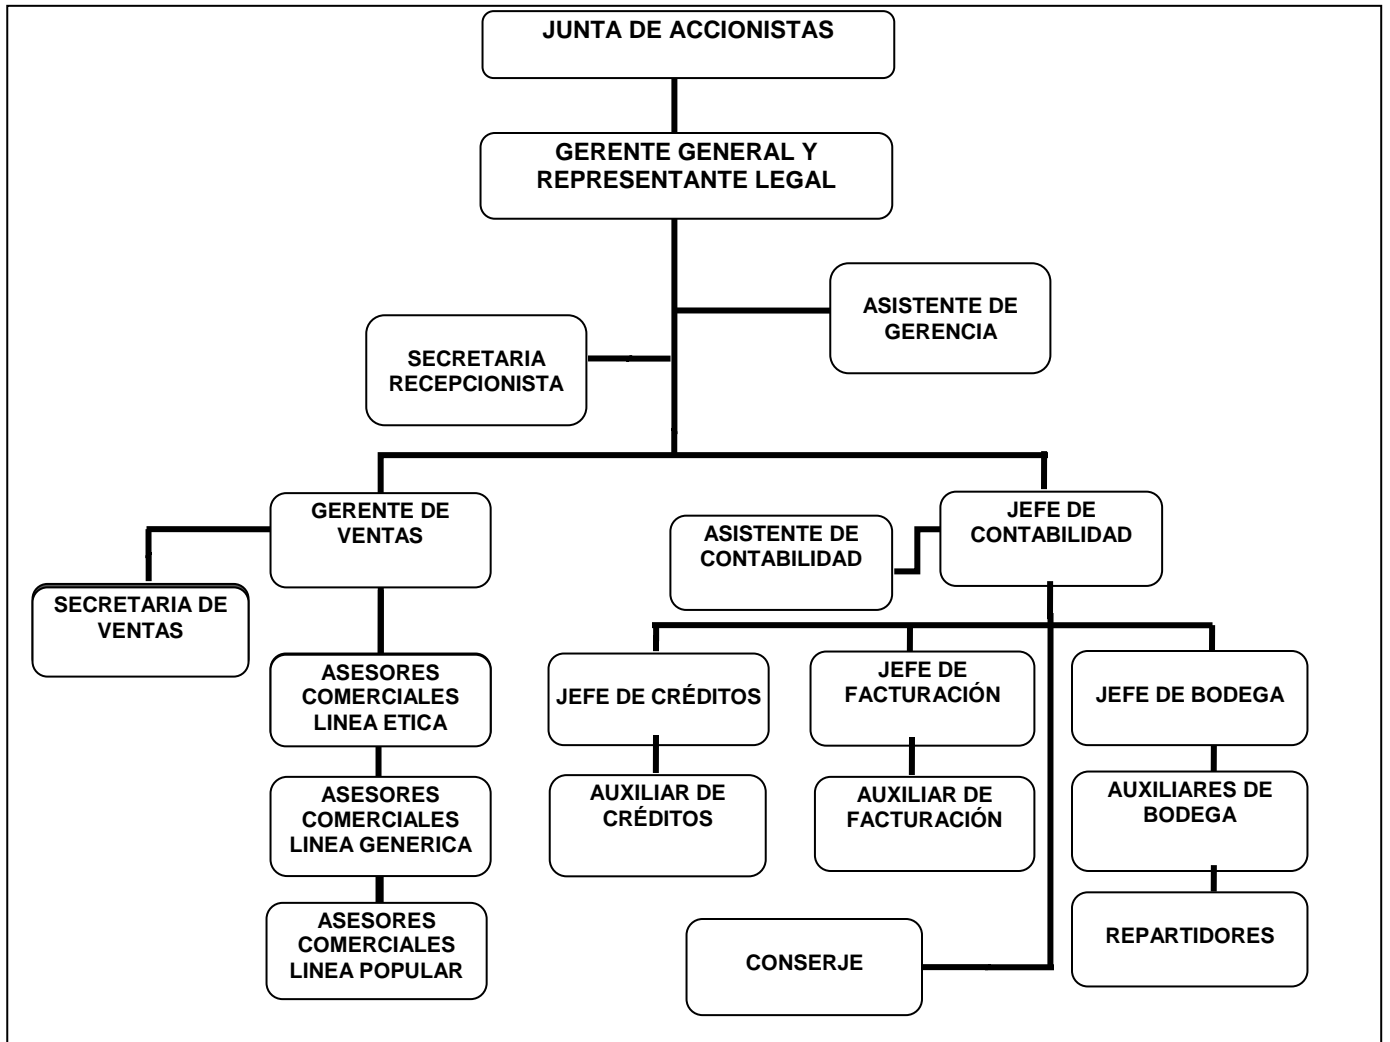 JUNTA DE ACCIONISTAS
GERENTE GENERAL Y
REPRESENTANTE LEGAL
ASISTENTE DE
GERENCIA
SECRETARIA
RECEPCIONISTA
GERENTE DE
VENTAS
JEFE DE
CONTABILIDAD
ASISTENTE DE
CONTABILIDAD
SECRETARIA DE
VENTAS
ASESORES
COMERCIALES
LINEA ETICA
JEFE DE CRÉDITOS
JEFE DE
FACTURACIÓN
JEFE DE BODEGA
ASESORES
COMERCIALES
LINEA GENERICA
AUXILIAR DE
CRÉDITOS
AUXILIAR DE
FACTURACIÓN
AUXILIARES DE
BODEGA
ASESORES
COMERCIALES
LINEA POPULAR
CONSERJE
REPARTIDORES